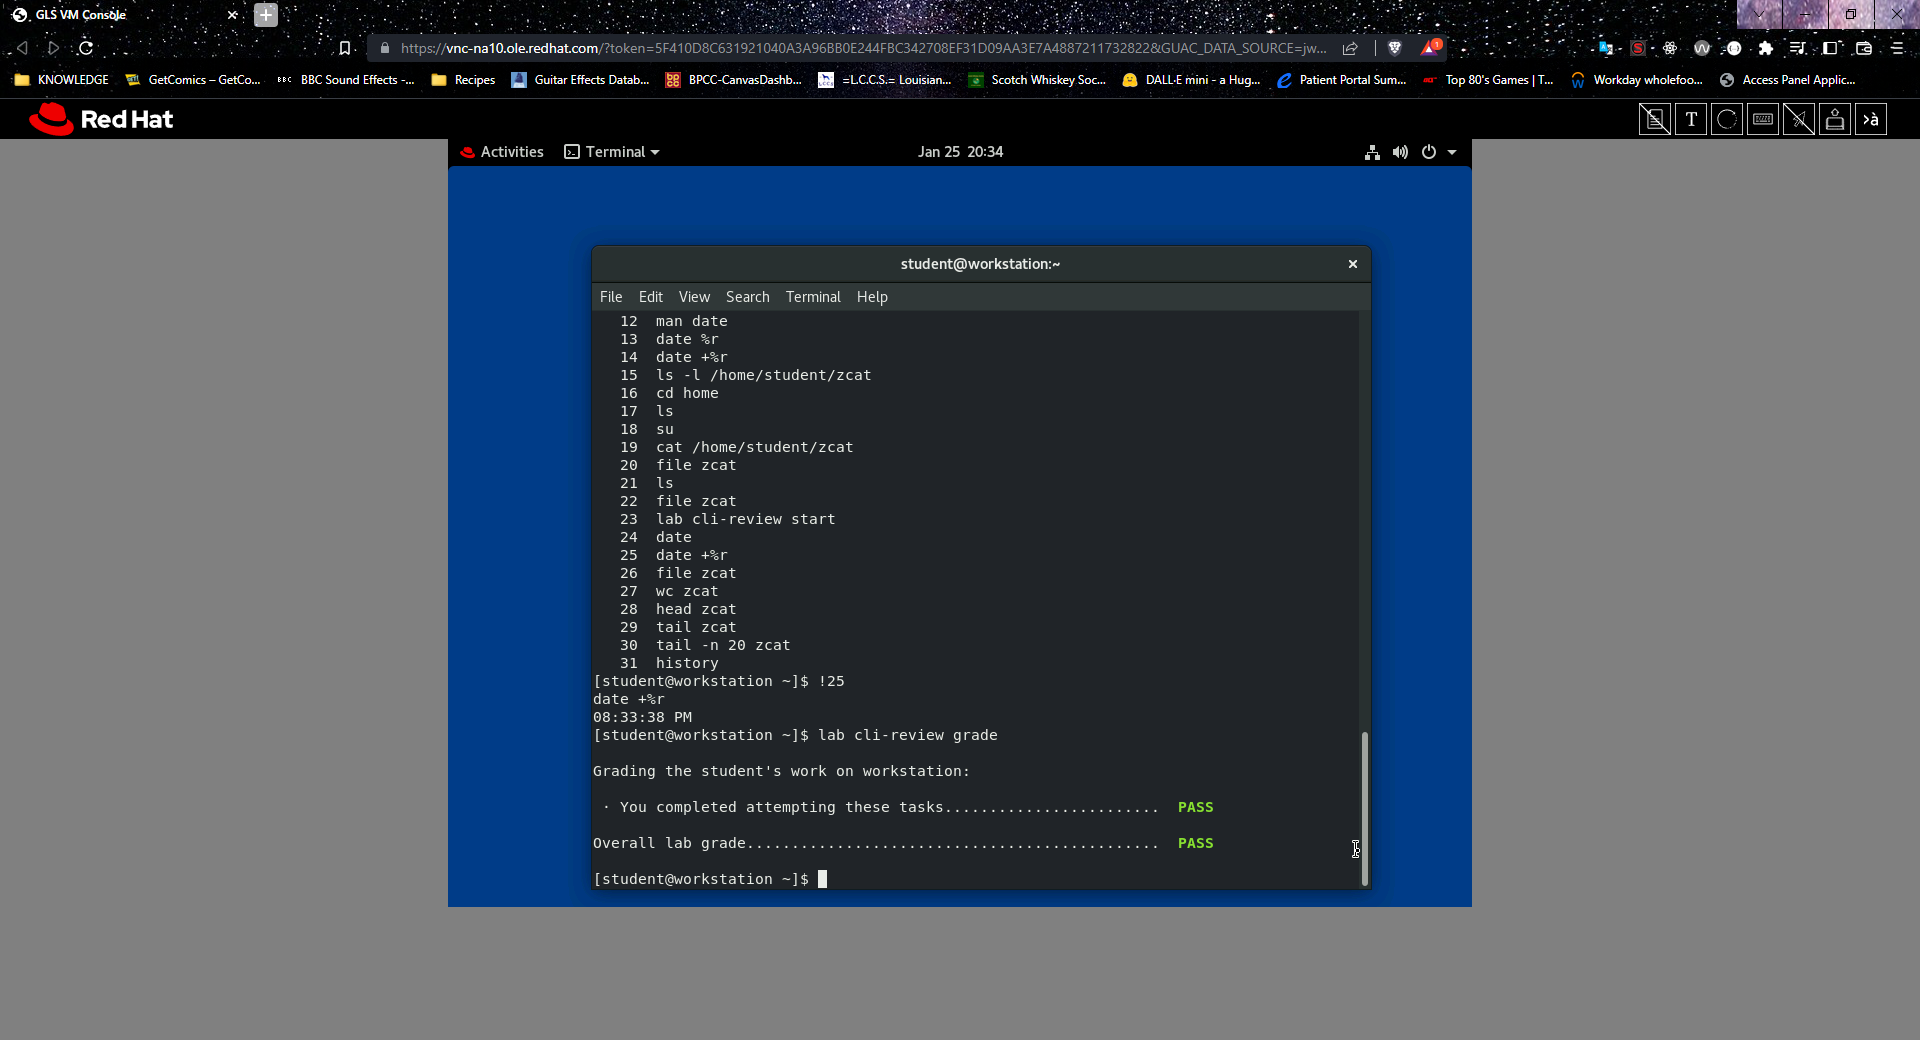 GLS VM Console
https://vnc-na10.ole.redhat.com/?token=5F410D8C631921040A3A96BB0E244FBC342708EF31D09AA3E7A4887211732822&GUAC_DATA_SOURCE=jw...
1
KNOWLEDGE GetComics – GetCo... BBC BBC Sound Effects -... Recipes Guitar Effects Datab... BPCC-CanvasDashb... =L.C.C.S.= Louisian... Scotch Whiskey Soc... DALL·E mini - a Hug... Patient Portal Sum... Top 80's Games | T... Workday wholefoo... Access Panel Applic...
Red Hat T >à
Activities Terminal Jan 25 20:34
student@workstation:~
File Edit View Search Terminal Help
12 man date
13 date %r
14 date +%r
15 ls -l /home/student/zcat
16 cd home
17 ls
18 su
19 cat /home/student/zcat
20 file zcat
21 ls
22 file zcat
23 lab cli-review start
24 date
25 date +%r
26 file zcat
27 wc zcat
28 head zcat
29 tail zcat
30 tail -n 20 zcat
31 history
[student@workstation ~]$ !25
date +%r
08:33:38 PM
[student@workstation ~]$ lab cli-review grade
Grading the student's work on workstation:
· You completed attempting these tasks........................ PASS
Overall lab grade.............................................. PASS
[student@workstation ~]$